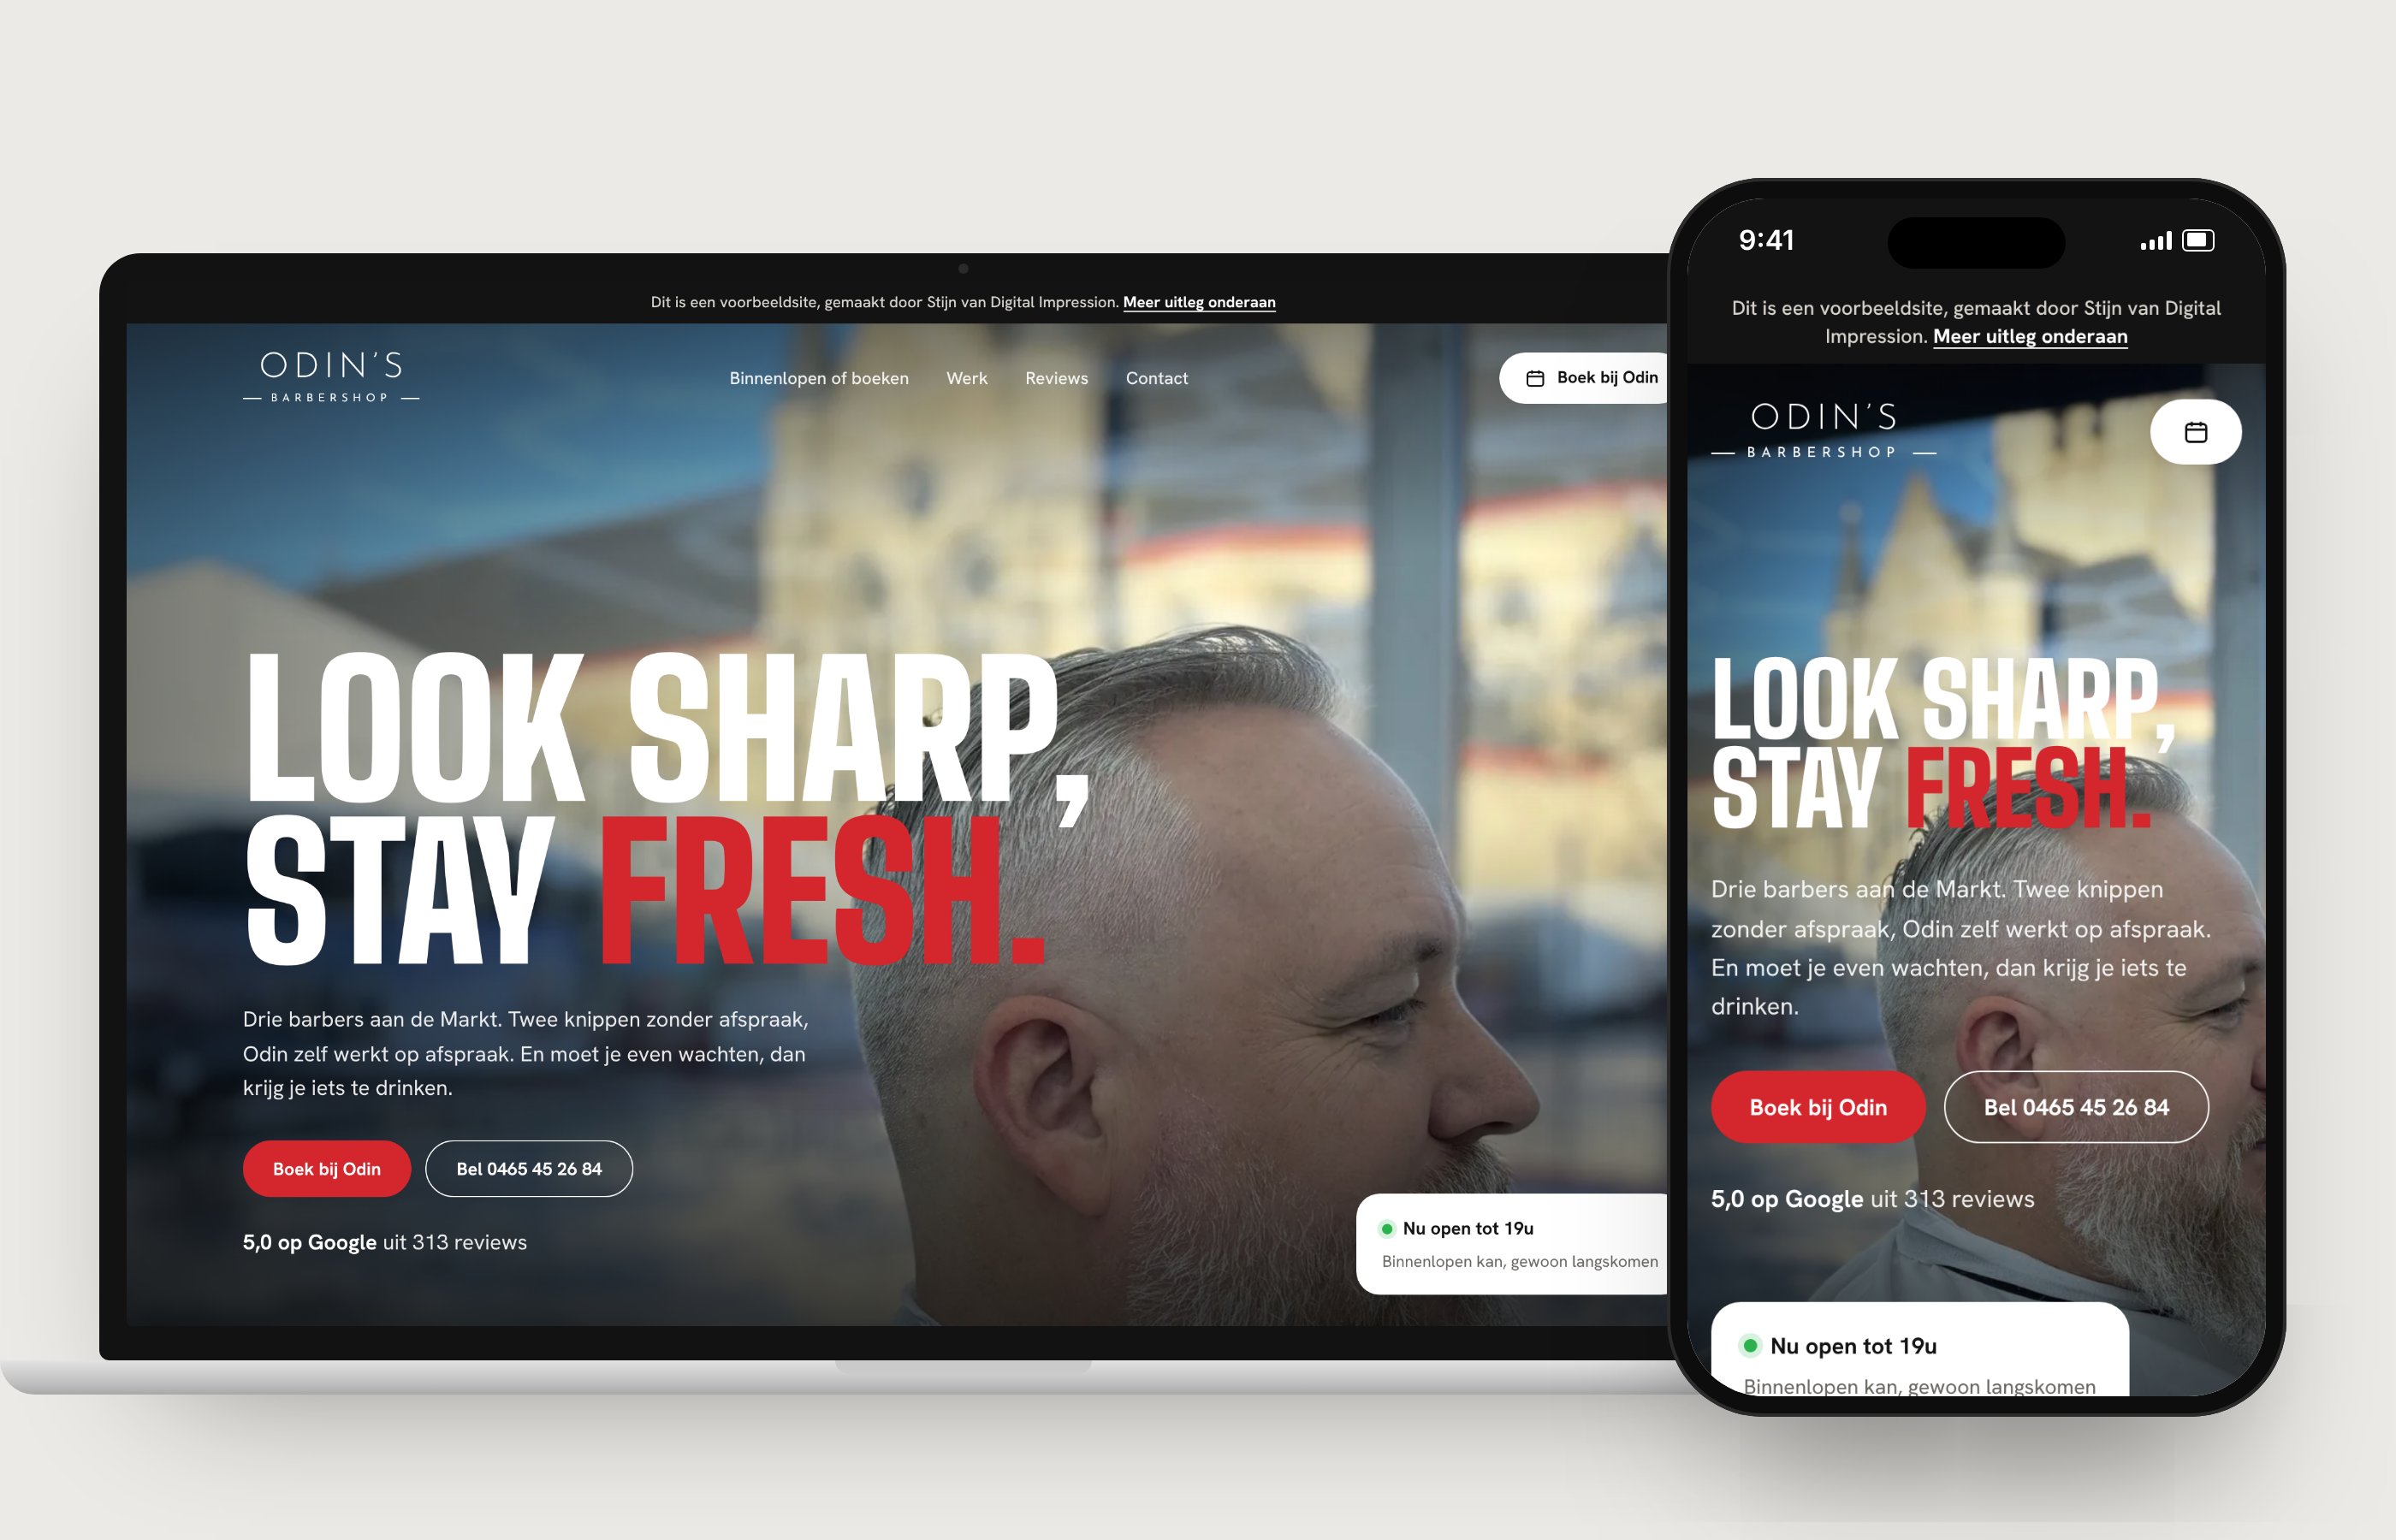 Dit is een voorbeeldsite, gemaakt door Stijn van Digital Impression. Meer uitleg onderaan
ODIN'S
BARBERSHOP
Binnenlopen of boeken
Werk
Reviews
Contact
Boek bij Odin
LOOK SHARP,
STAY FRESH.
Drie barbers aan de Markt. Twee knippen zonder afspraak,
Odin zelf werkt op afspraak. En moet je even wachten, dan
krijg je iets te drinken.
Boek bij Odin
Bel 0465 45 26 84
5,0 op Google uit 313 reviews
Nu open tot 19u
Binnenlopen kan, gewoon langskomen
9:41
Dit is een voorbeeldsite, gemaakt door Stijn van Digital
Impression. Meer uitleg onderaan
ODIN'S
BARBERSHOP
LOOK SHARP,
STAY FRESH.
Drie barbers aan de Markt. Twee knippen
zonder afspraak, Odin zelf werkt op afspraak.
En moet je even wachten, dan krijg je iets te
drinken.
Boek bij Odin
Bel 0465 45 26 84
5,0 op Google uit 313 reviews
Nu open tot 19u
Binnenlopen kan, gewoon langskomen